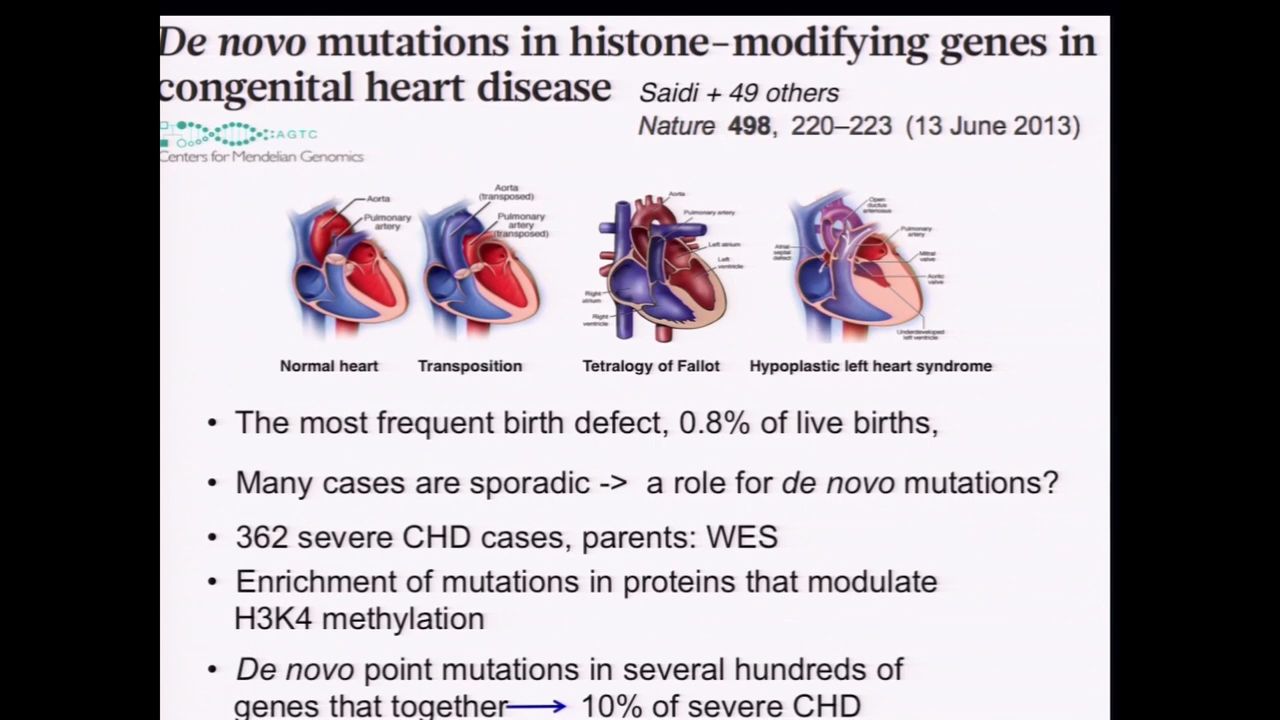 De novo mutations in histone–modifying genes in
congenital heart disease
Saidi + 49 others
Nature 498, 220–223 (13 June 2013)
AGTC
Centers for Mendelian Genomics
Aorta
Pulmonary
artery
Normal heart
Aorta
(transposed)
Pulmonary
artery
(transposed)
Transposition
Aorta
Pulmonary artery
Left atrium
Left
ventricle
Right
atrium
Right
ventricle
Tetralogy of Fallot
Open
ductus
arteriosus
Pulmonary
artery
Atrial
septal
defect
Mitral
valve
Aortic
valve
Underdeveloped
left ventricle
Hypoplastic left heart syndrome
• The most frequent birth defect, 0.8% of live births,
• Many cases are sporadic -> a role for de novo mutations?
• 362 severe CHD cases, parents: WES
• Enrichment of mutations in proteins that modulate
H3K4 methylation
• De novo point mutations in several hundreds of
genes that together⟶ 10% of severe CHD